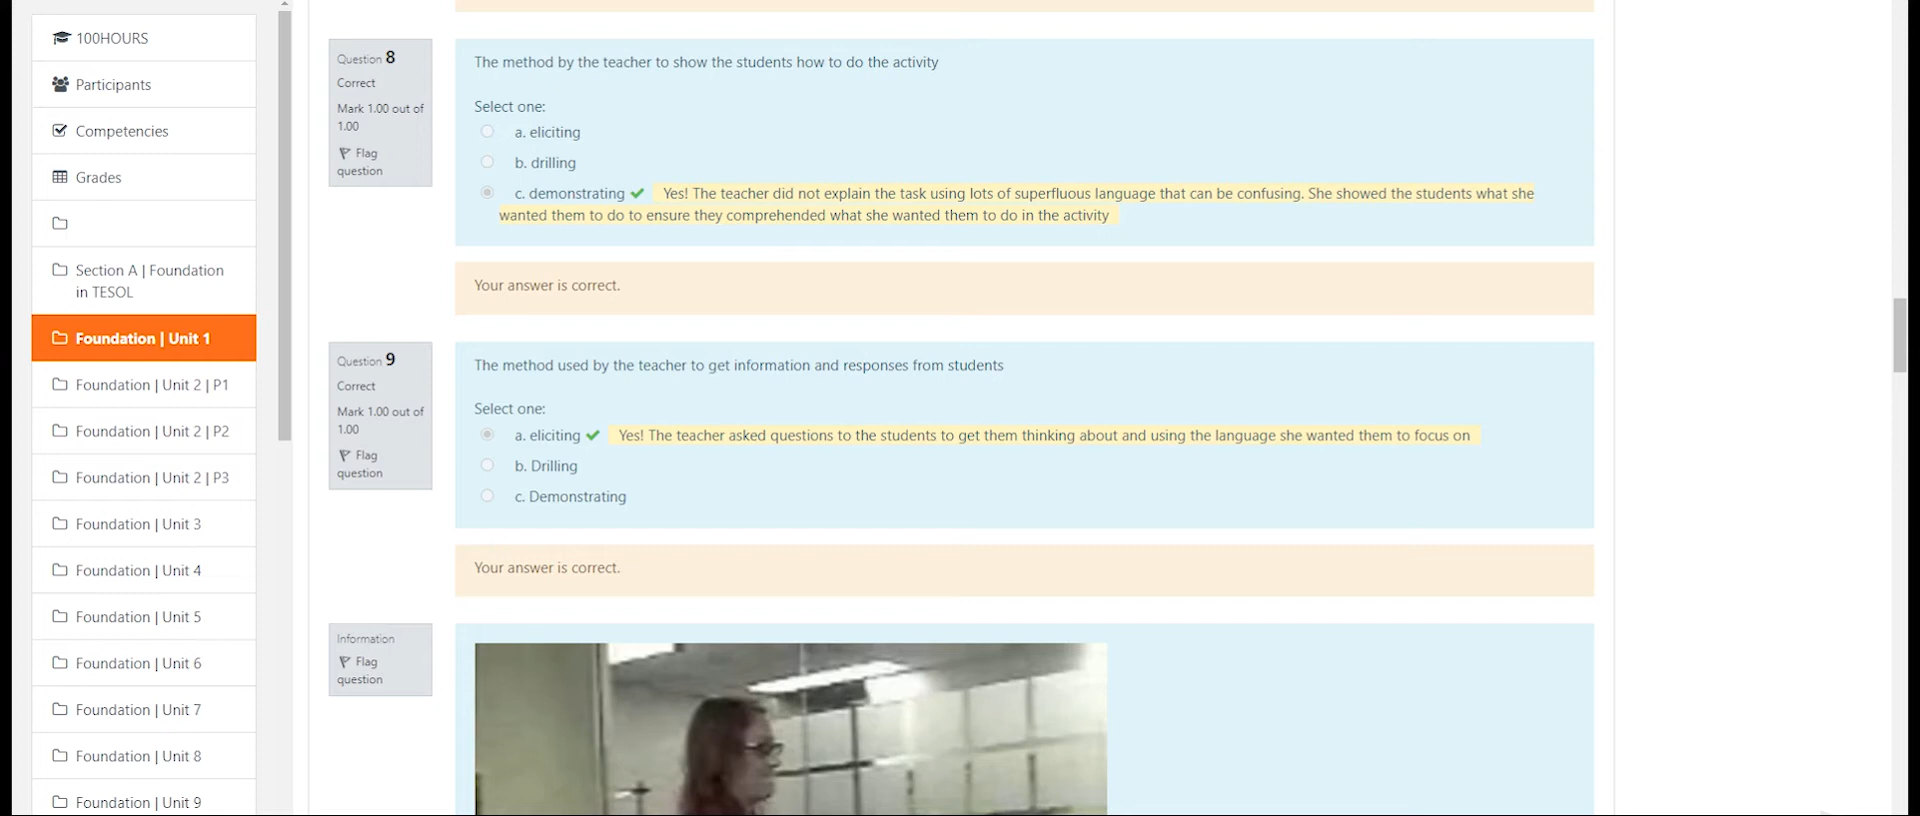 100HOURS
Participants
Competencies
Grades
Section A | Foundation
in TESOL
Foundation | Unit 1
Foundation | Unit 2 | P1
Foundation | Unit 2 | P2
Foundation | Unit 2 | P3
Foundation | Unit 3
Foundation | Unit 4
Foundation | Unit 5
Foundation | Unit 6
Foundation | Unit 7
Foundation | Unit 8
Foundation | Unit 9
Question 8
Correct
Mark 1.00 out of
1.00
Flag
question
The method by the teacher to show the students how to do the activity
Select one:
a. eliciting
b. drilling
c. demonstrating Yes! The teacher did not explain the task using lots of superfluous language that can be confusing. She showed the students what she
wanted them to do to ensure they comprehended what she wanted them to do in the activity
Your answer is correct.
Question 9
Correct
Mark 1.00 out of
1.00
Flag
question
The method used by the teacher to get information and responses from students
Select one:
a. eliciting Yes! The teacher asked questions to the students to get them thinking about and using the language she wanted them to focus on
b. Drilling
c. Demonstrating
Your answer is correct.
Information
Flag
question